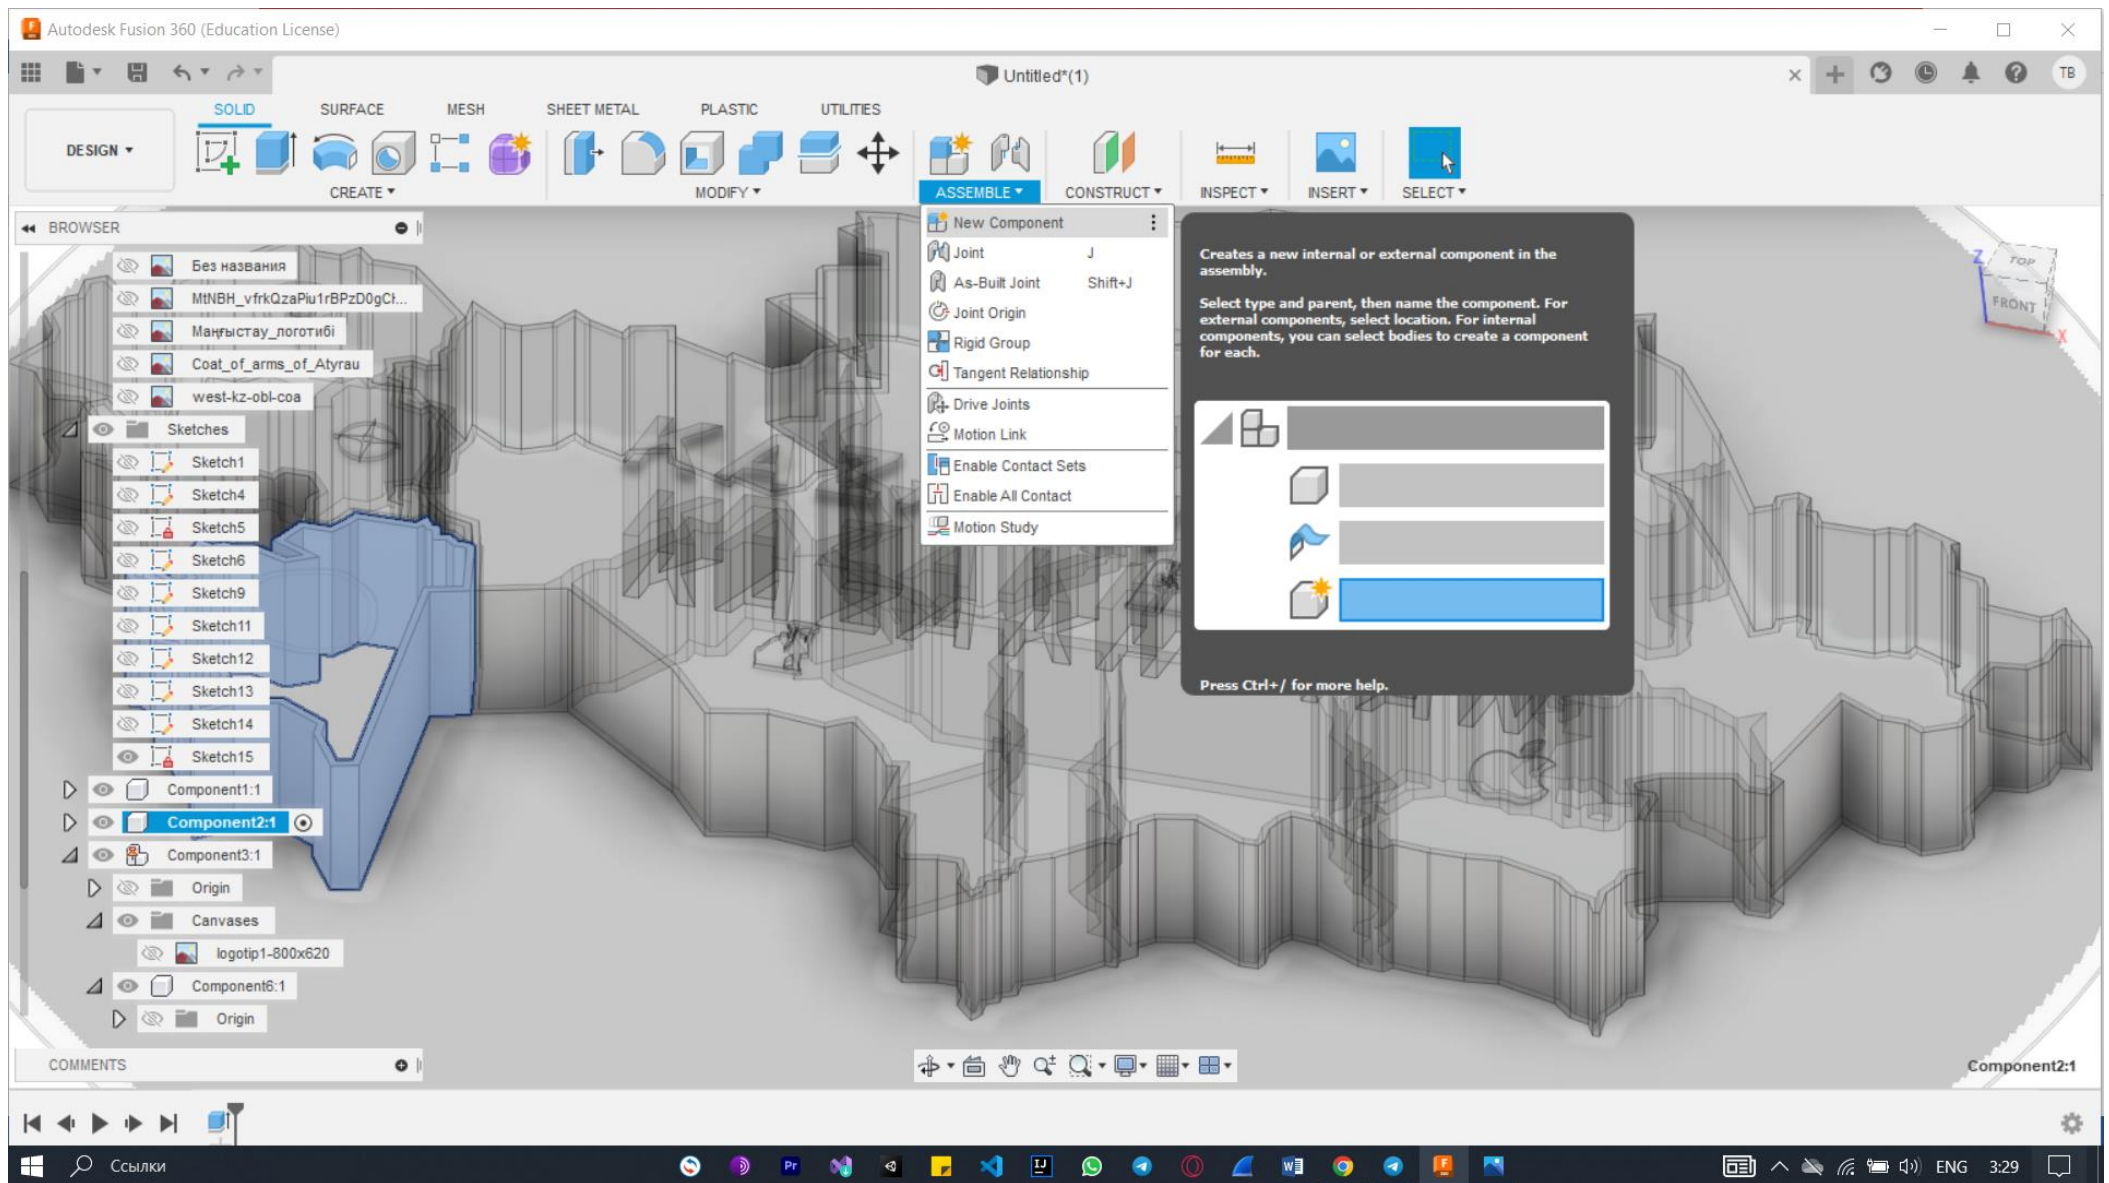 Autodesk Fusion 360 (Education License)
Untitled*(1)
TB
SOLID SURFACE MESH SHEET METAL PLASTIC UTILITIES
DESIGN
CREATE MODIFY ASSEMBLE CONSTRUCT INSPECT INSERT SELECT
BROWSER
Без названия
Маңғыстау_логотибі
Coat_of_arms_of_Atyrau
west-kz-obl-coa
Sketches
Sketch1
Sketch4
Sketch5
Sketch6
Sketch9
Sketch11
Sketch12
Sketch13
Sketch14
Sketch15
Component1:1
Component2:1
Component3:1
Origin
Canvases
logotip1-800x620
Component6:1
Origin
COMMENTS
New Component
Joint J
As-Built Joint Shift+J
Joint Origin
Rigid Group
Tangent Relationship
Drive Joints
Motion Link
Enable Contact Sets
Enable All Contact
Motion Study
Creates a new internal or external component in the
assembly.
Select type and parent, then name the component. For
external components, select location. For internal
components, you can select bodies to create a component
for each.
Press Ctrl+/ for more help.
Z
TOP
FRONT
X
Component2:1
Ссылки
Pr
IJ
ENG 3:29